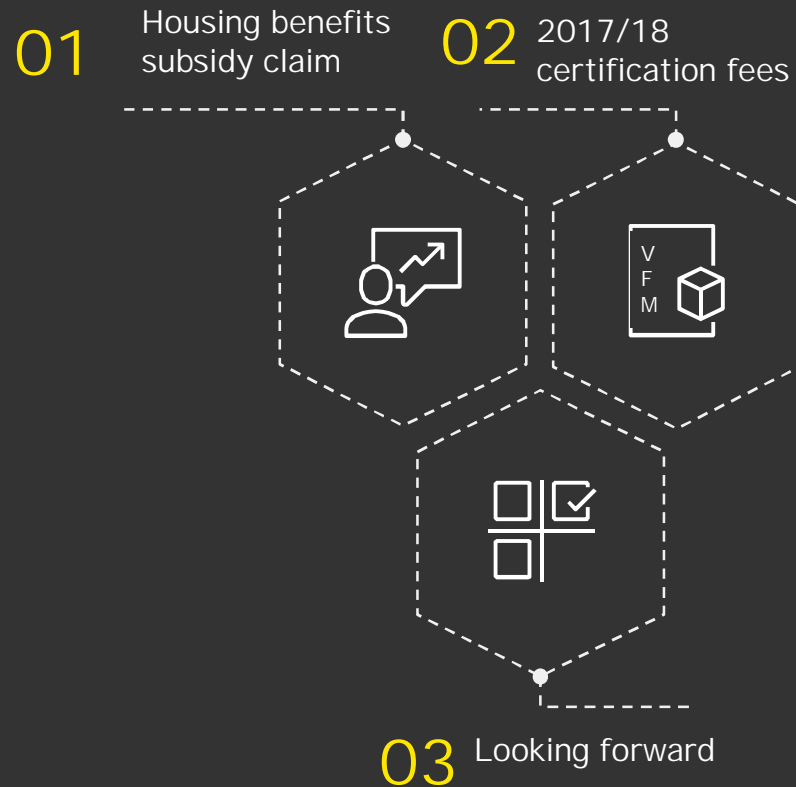 01
Housing benefits
subsidy claim
02
2017/18
certification fees
V
F
M
03
Looking forward